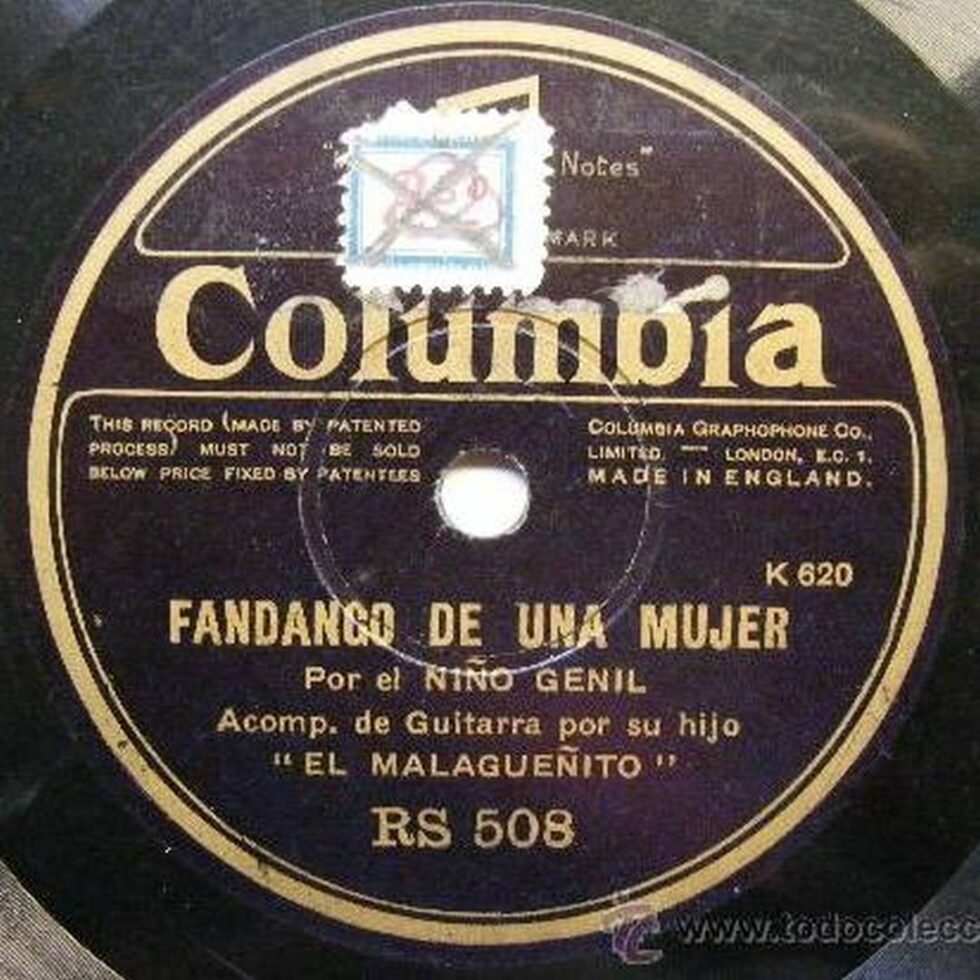 Notes"
MARK
Columbia
THIS RECORD (MADE BY PATENTED
PROCESS) MUST NOT BE SOLD
BELOW PRICE FIXED BY PATENTEES
COLUMBIA GRAPHOPHONE CO.,
LIMITED. — LONDON, E.C. 1.
MADE IN ENGLAND.
K 620
FANDANGO DE UNA MUJER
Por el NIÑO GENIL
Acomp. de Guitarra por su hijo
"EL MALAGUEÑITO"
RS 508
www.todocolecc